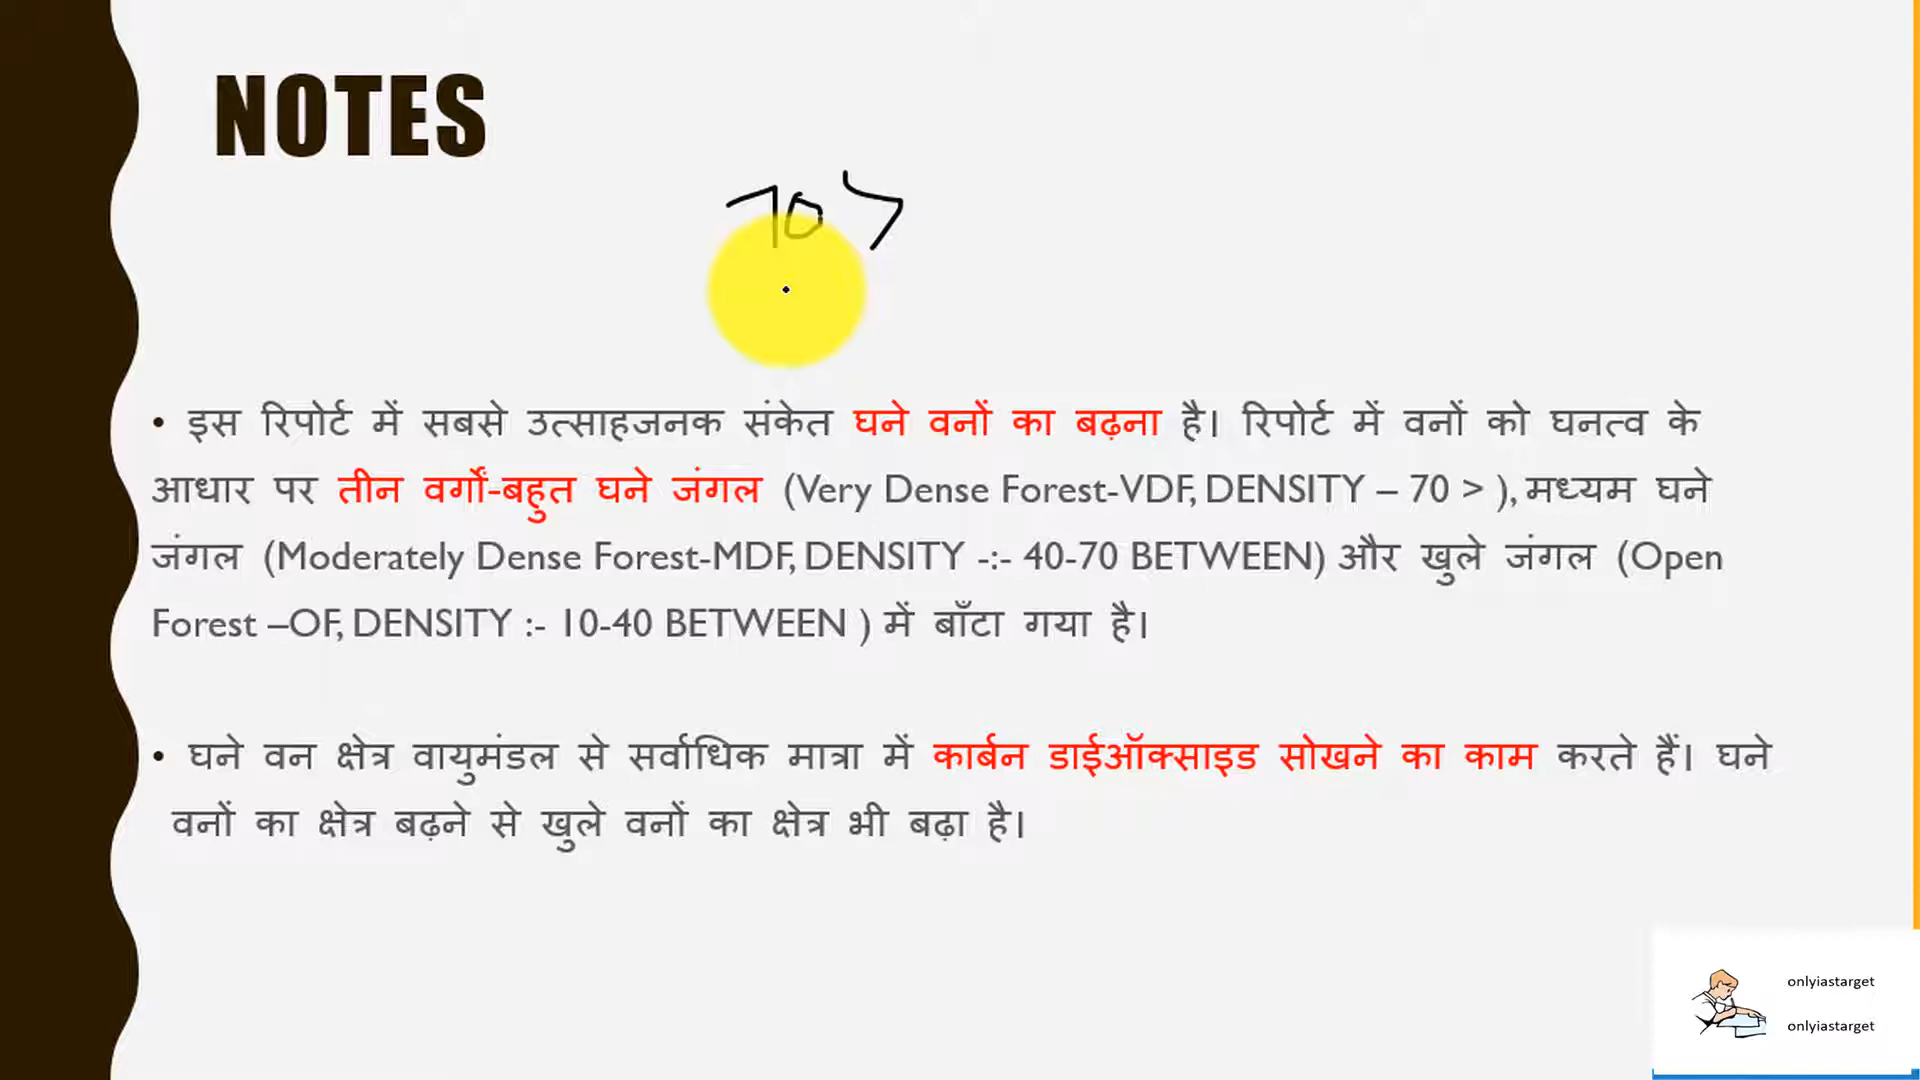 NOTES
70 >
• इस रिपोर्ट में सबसे उत्साहजनक संकेत घने वनों का बढ़ना है। रिपोर्ट में वनों को घनत्व के
आधार पर तीन वर्गों-बहुत घने जंगल (Very Dense Forest-VDF, DENSITY – 70 > ), मध्यम घने
जंगल (Moderately Dense Forest-MDF, DENSITY -:- 40-70 BETWEEN) और खुले जंगल (Open
Forest –OF, DENSITY :- 10-40 BETWEEN ) में बाँटा गया है।
• घने वन क्षेत्र वायुमंडल से सर्वाधिक मात्रा में कार्बन डाईऑक्साइड सोखने का काम करते हैं। घने
वनों का क्षेत्र बढ़ने से खुले वनों का क्षेत्र भी बढ़ा है।
onlyiastarget
onlyiastarget